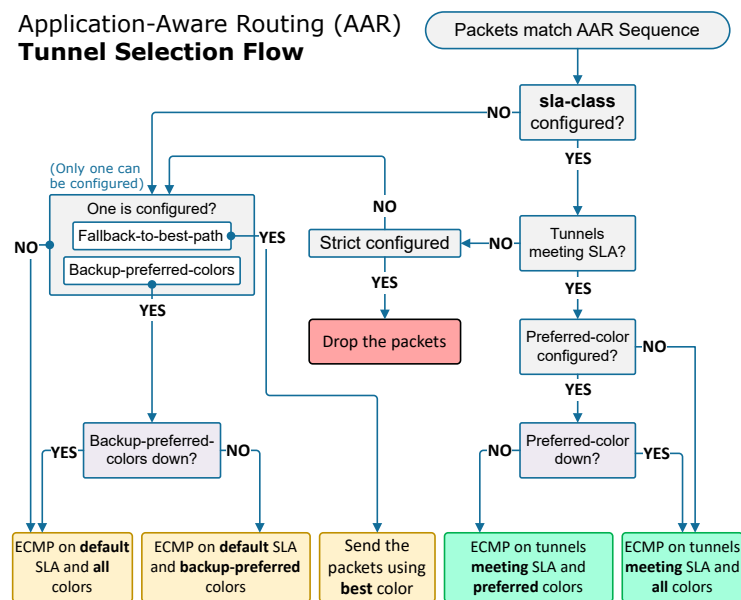 Application-Aware Routing (AAR)
Tunnel Selection Flow
Packets match AAR Sequence
sla-class
configured?
NO
YES
(Only one can
be configured)
One is configured?
Fallback-to-best-path
Backup-preferred-colors
NO
YES
YES
NO
Strict configured
YES
NO
Tunnels
meeting SLA?
YES
Drop the packets
Preferred-color
configured?
NO
YES
Backup-preferred-
colors down?
YES
NO
Preferred-color
down?
NO
YES
ECMP on default
SLA and all
colors
ECMP on default SLA
and backup-preferred
colors
Send the
packets using
best color
ECMP on tunnels
meeting SLA and
preferred colors
ECMP on tunnels
meeting SLA and
all colors